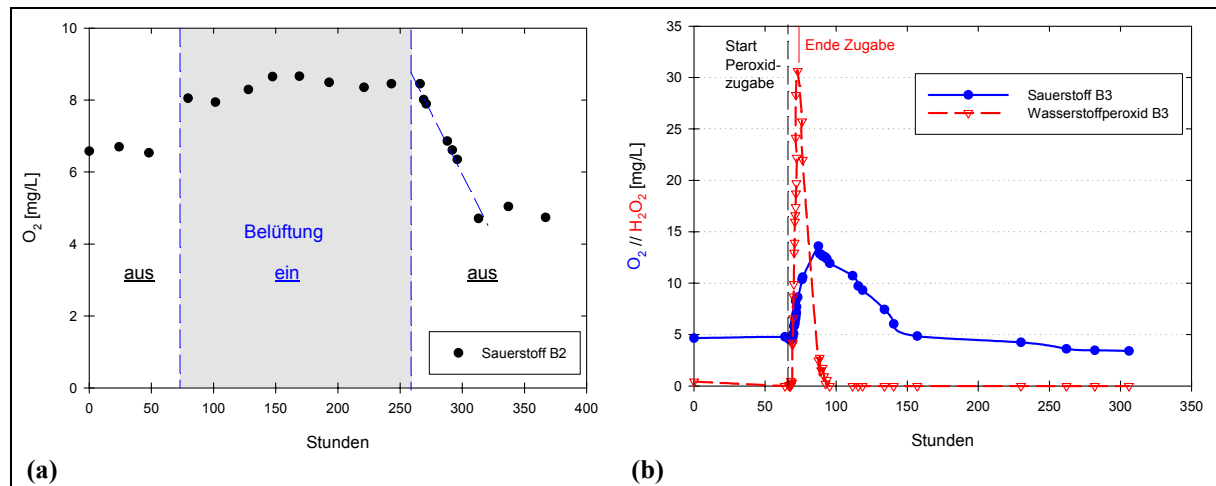 10
8
6
4
2
0
O2 [mg/L]
Belüftung
aus
ein
aus
Sauerstoff B2
0 50 100 150 200 250 300 350 400
Stunden
(a)
Start
Peroxid-
zugabe
Ende Zugabe
35
30
25
20
15
10
5
0
O2 // H2O2 [mg/L]
Sauerstoff B3
Wasserstoffperoxid B3
0 50 100 150 200 250 300 350
Stunden
(b)